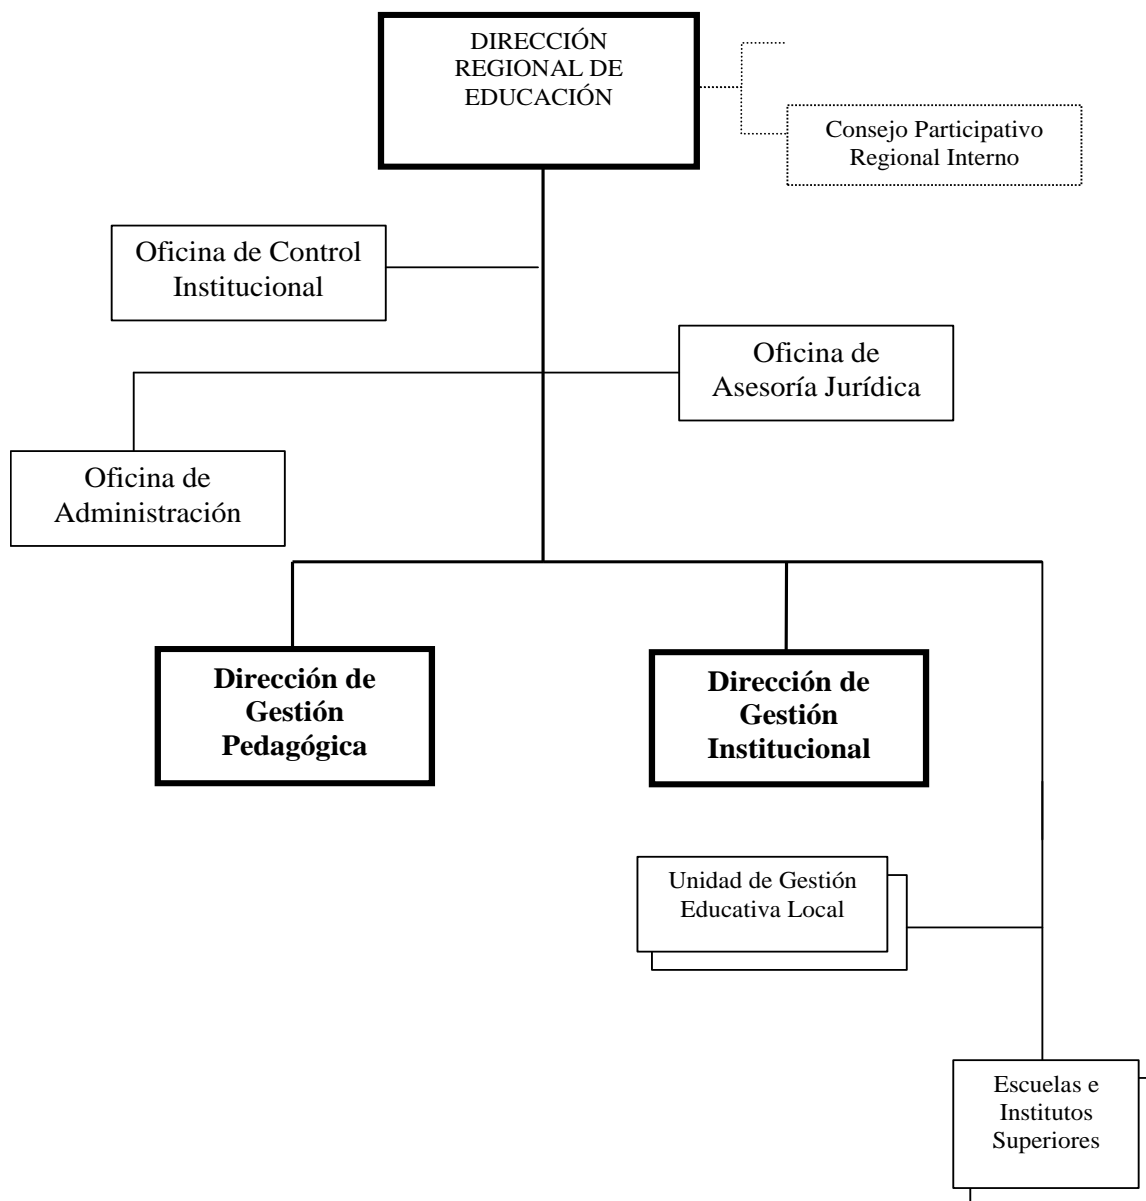 DIRECCIÓN
REGIONAL DE
EDUCACIÓN
Consejo Participativo
Regional Interno
Oficina de Control
Institucional
Oficina de
Asesoría Jurídica
Oficina de
Administración
Dirección de
Gestión
Pedagógica
Dirección de
Gestión
Institucional
Unidad de Gestión
Educativa Local
Escuelas e
Institutos
Superiores